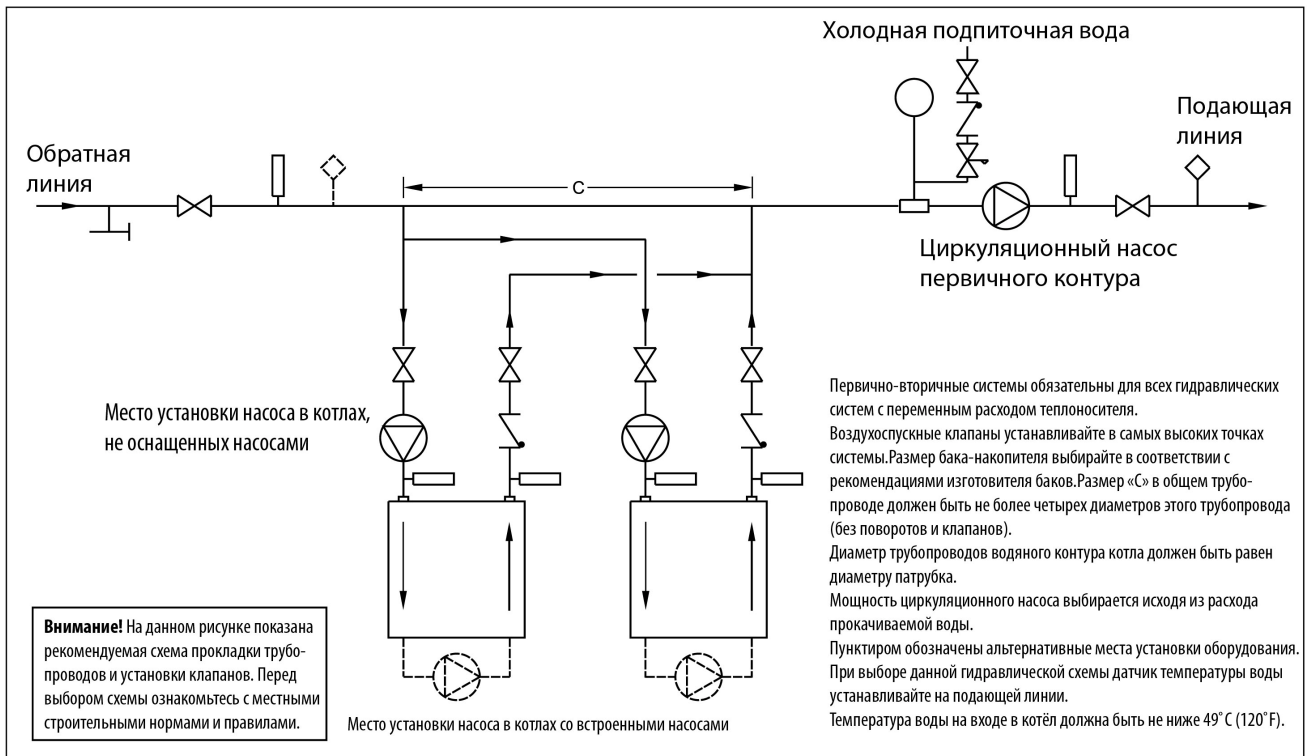 Холодная подпиточная вода
Подающая
линия
Обратная
линия
C
Циркуляционный насос
первичного контура
Место установки насоса в котлах,
не оснащенных насосами
Первично-вторичные системы обязательны для всех гидравлических
систем с переменным расходом теплоносителя.
Воздухоспускные клапаны устанавливайте в самых высоких точках
системы.Размер бака-накопителя выбирайте в соответствии с
рекомендациями изготовителя баков.Размер «С» в общем трубо-
проводе должен быть не более четырех диаметров этого трубопровода
(без поворотов и клапанов).
Диаметр трубопроводов водяного контура котла должен быть равен
диаметру патрубка.
Мощность циркуляционного насоса выбирается исходя из расхода
прокачиваемой воды.
Пунктиром обозначены альтернативные места установки оборудования.
При выборе данной гидравлической схемы датчик температуры воды
устанавливайте на подающей линии.
Температура воды на входе в котёл должна быть не ниже 49˚ C (120˚ F).
Внимание! На данном рисунке показана
рекомендуемая схема прокладки трубо-
проводов и установки клапанов. Перед
выбором схемы ознакомьтесь с местными
строительными нормами и правилами.
Место установки насоса в котлах со встроенными насосами